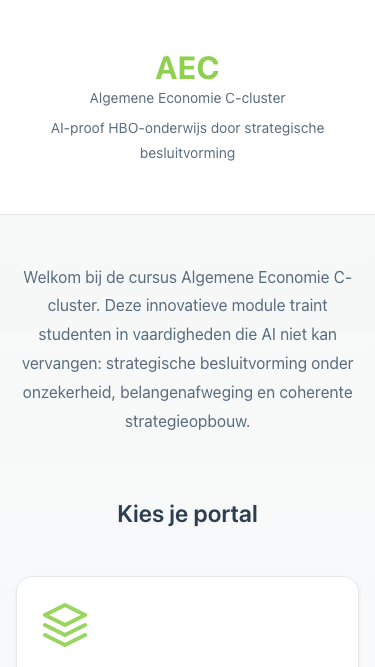 AEC
Algemene Economie C-cluster
AI-proof HBO-onderwijs door strategische
besluitvorming
Welkom bij de cursus Algemene Economie C-
cluster. Deze innovatieve module traint
studenten in vaardigheden die AI niet kan
vervangen: strategische besluitvorming onder
onzekerheid, belangenafweging en coherente
strategieopbouw.
Kies je portal